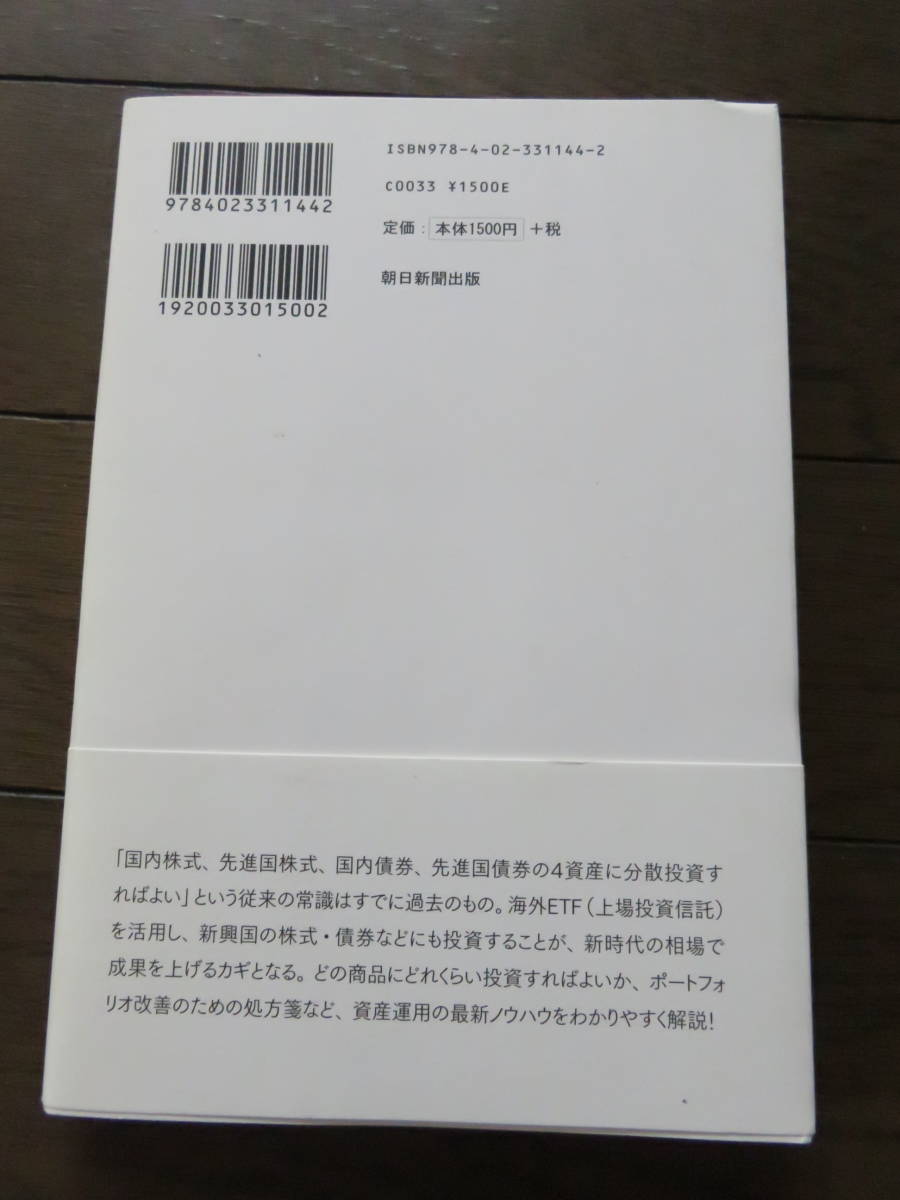 ISBN978-4-02-331144-2
C0033 ¥1500E
定価：本体1500円+税
朝日新聞出版
9784023311442
1920033015002
「国内株式、先進国株式、国内債券、先進国債券の4資産に分散投資す
ればよい」という従来の常識はすでに過去のもの。海外ETF（上場投資信託）
を活用し、新興国の株式・債券などにも投資することが、新時代の相場で
成果を上げるカギとなる。どの商品にどれくらい投資すればよいか、ポートフォ
リオ改善のための処方箋など、資産運用の最新ノウハウをわかりやすく解説！